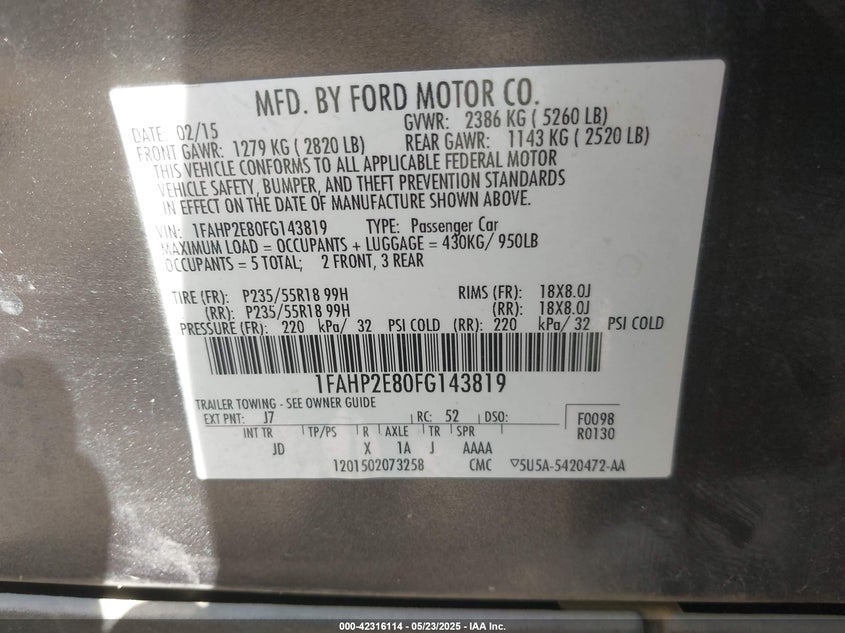 MFD. BY FORD MOTOR CO.
DATE 02/15 GVWR: 2386 KG ( 5260 LB)
FRONT GAWR: 1279 KG ( 2820 LB) REAR GAWR: 1143 KG ( 2520 LB)
THIS VEHICLE CONFORMS TO ALL APPLICABLE FEDERAL MOTOR
VEHICLE SAFETY, BUMPER, AND THEFT PREVENTION STANDARDS
IN EFFECT ON THE DATE OF MANUFACTURE SHOWN ABOVE.
VIN: 1FAHP2E80FG143819 TYPE: Passenger Car
MAXIMUM LOAD = OCCUPANTS + LUGGAGE = 430KG/ 950LB
OCCUPANTS = 5 TOTAL; 2 FRONT, 3 REAR
TIRE (FR): P235/55R18 99H RIMS (FR): 18X8.0J
(RR): P235/55R18 99H (RR): 18X8.0J
PRESSURE (FR): 220 kPa/ 32 PSI COLD (RR): 220 kPa/ 32 PSI COLD
1FAHP2E80FG143819
TRAILER TOWING - SEE OWNER GUIDE
EXT PNT: J7 RC: 52 DSO: F0098
INT TR TP/PS R AXLE TR SPR R0130
JD X 1A J AAAA
1201502073258 CMC ▽5U5A-5420472-AA
000-42316114 - 05/23/2025 - IAA Inc.